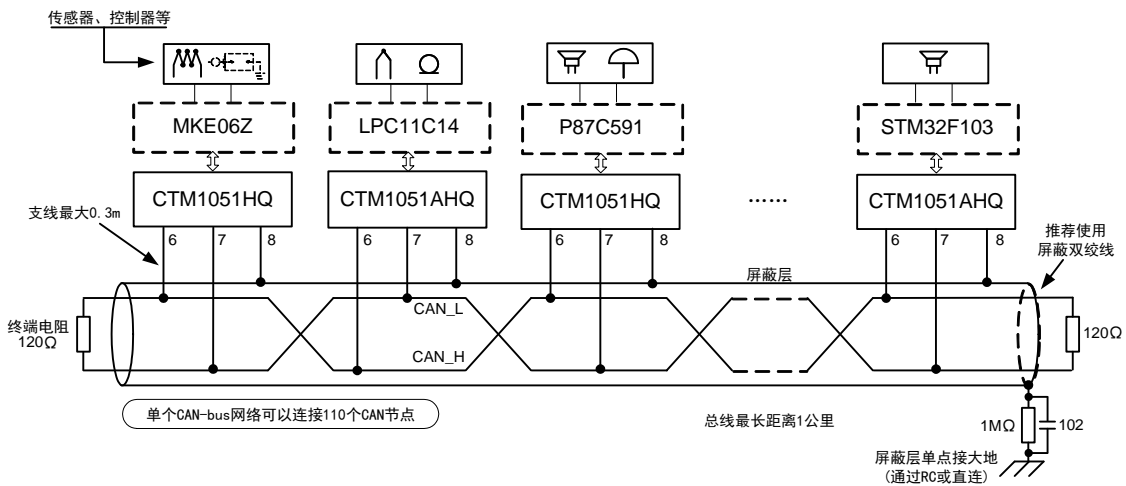 传感器、控制器等
MKE06Z
LPC11C14
P87C591
STM32F103
CTM1051HQ
CTM1051AHQ
CTM1051HQ
……
CTM1051AHQ
支线最大0.3m
6 7 8
6 7 8
6 7 8
6 7 8
推荐使用
屏蔽双绞线
屏蔽层
CAN_L
终端电阻
120Ω
120Ω
CAN_H
单个CAN-bus网络可以连接110个CAN节点
总线最长距离1公里
1MΩ
102
屏蔽层单点接大地
(通过RC或直连)